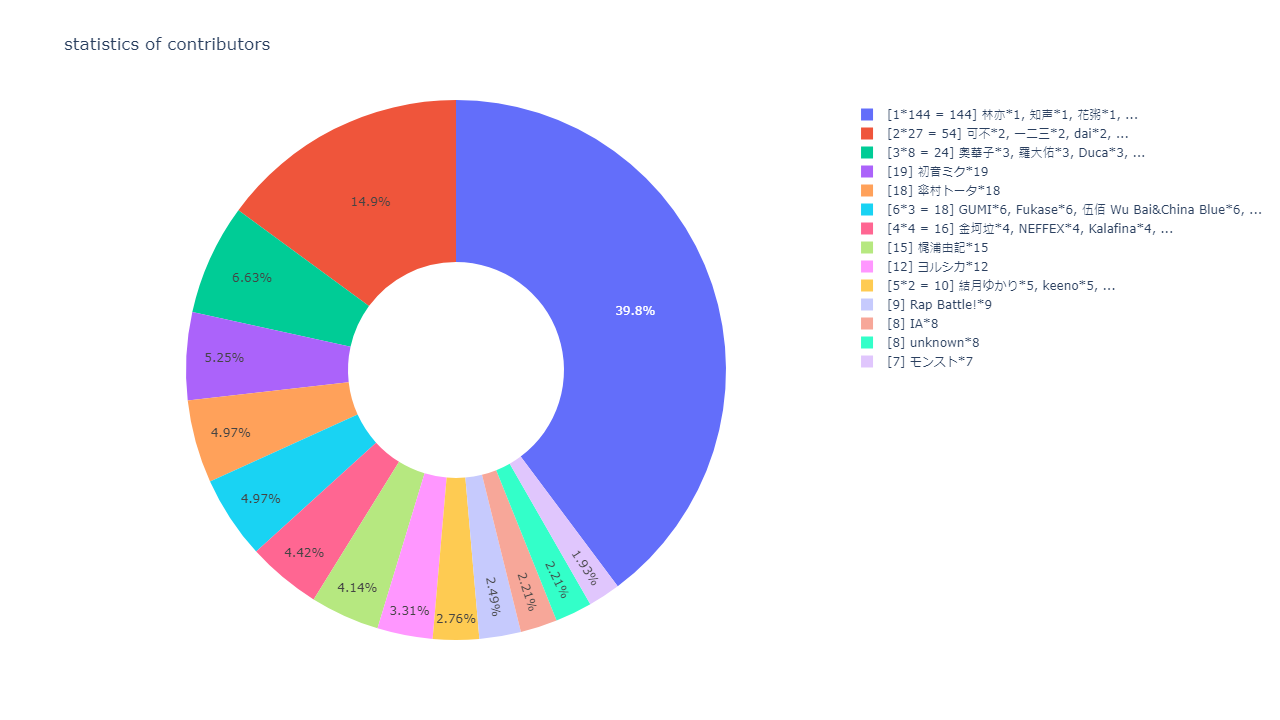 statistics of contributors
39.8%
14.9%
6.63%
5.25%
4.97%
4.97%
4.42%
4.14%
3.31%
2.76%
2.49%
2.21%
2.21%
1.93%
[1*144 = 144] 林亦*1, 知声*1, 花粥*1, ...
[2*27 = 54] 可不*2, 一二三*2, dai*2, ...
[3*8 = 24] 奥華子*3, 羅大佑*3, Duca*3, ...
[19] 初音ミク*19
[18] 傘村トータ*18
[6*3 = 18] GUMI*6, Fukase*6, 伍佰 Wu Bai&China Blue*6, ...
[4*4 = 16] 金坷垃*4, NEFFEX*4, Kalafina*4, ...
[15] 梶浦由記*15
[12] ヨルシカ*12
[5*2 = 10] 結月ゆかり*5, keeno*5, ...
[9] Rap Battle!*9
[8] IA*8
[8] unknown*8
[7] モンスト*7